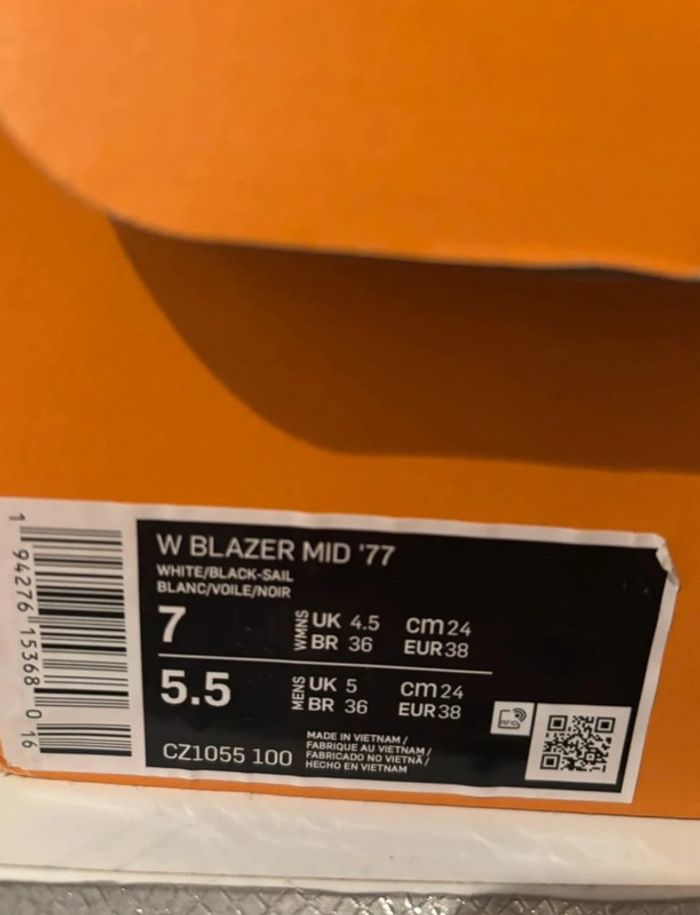 W BLAZER MID '77
WHITE/BLACK-SAIL
BLANC/VOILE/NOIR
7 WMNS UK 4.5 cm 24
BR 36 EUR 38
5.5 MENS UK 5 cm 24
BR 36 EUR 38
CZ1055 100
MADE IN VIETNAM /
FABRIQUE AU VIETNAM /
FABRICADO NO VIETNÃ /
HECHO EN VIETNAM
RFID
1 94276 15368 0 16